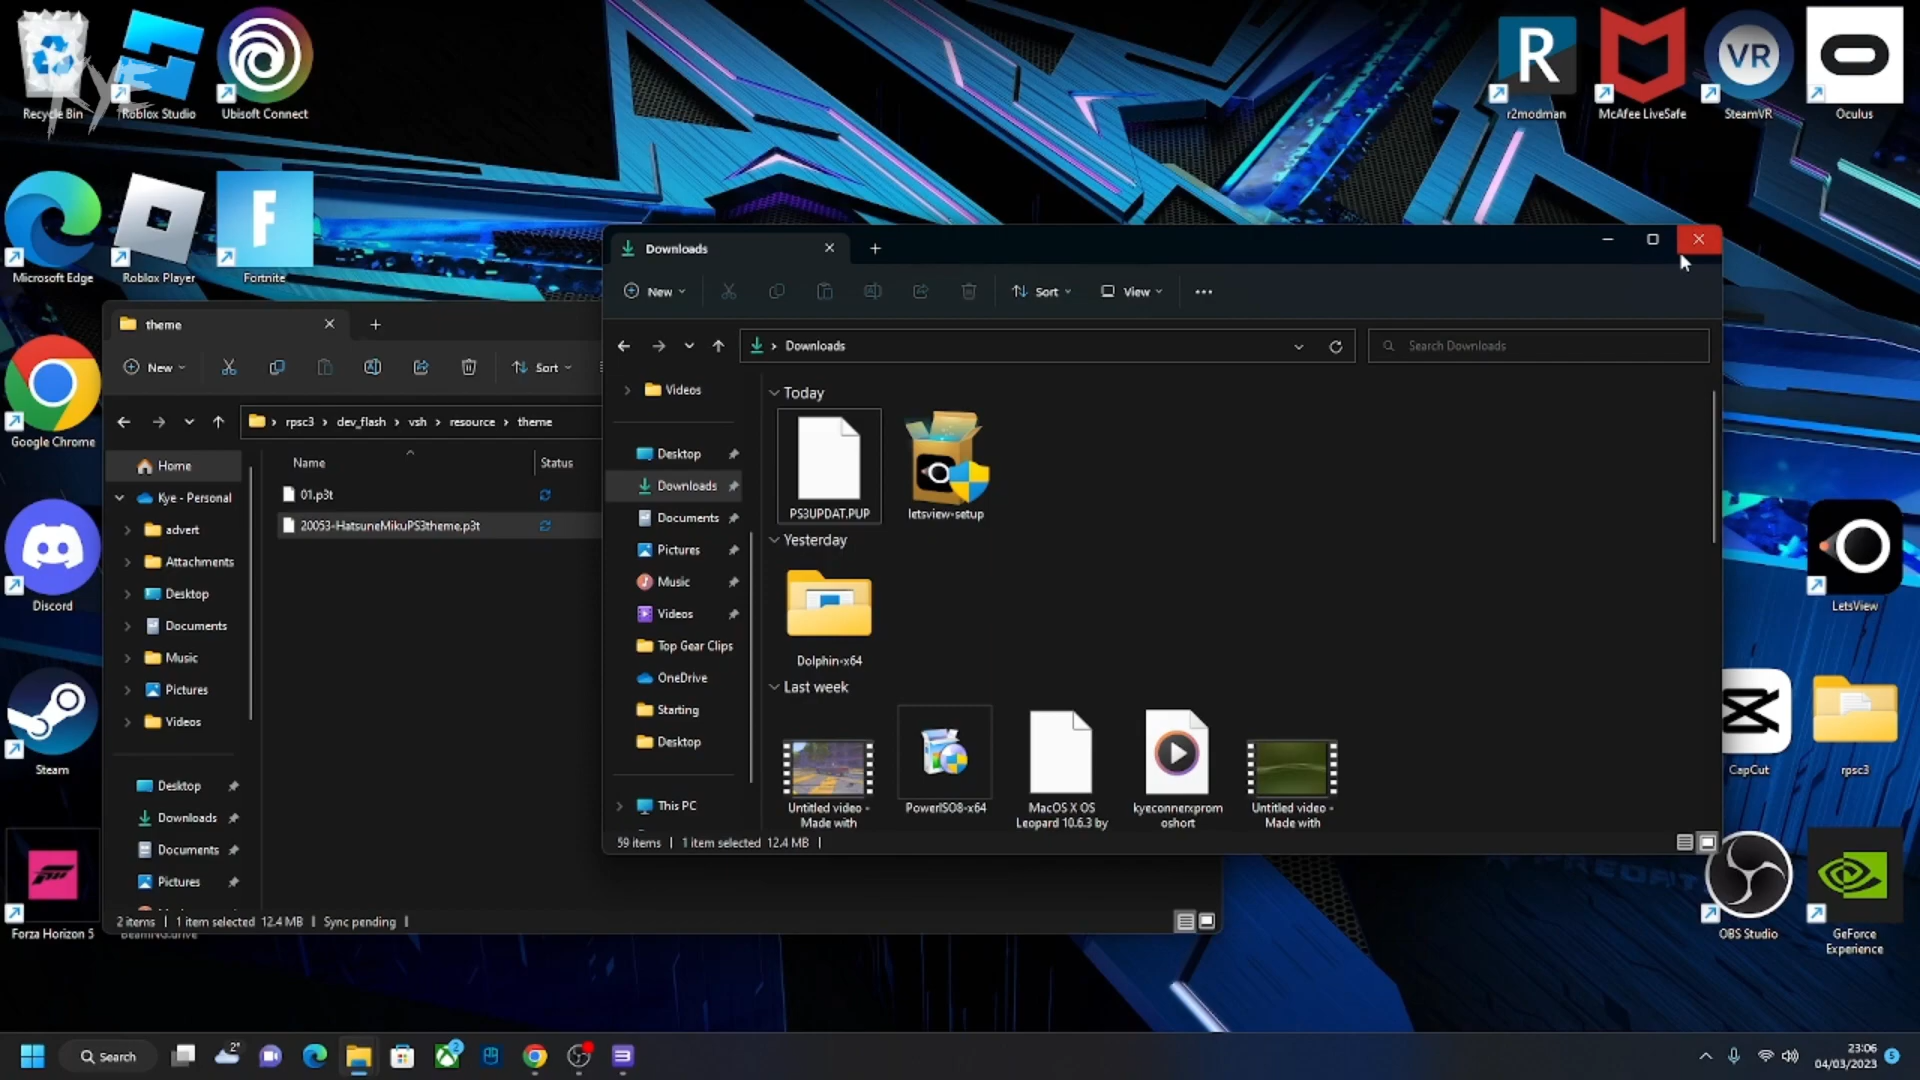 Recycle Bin
Kye
Roblox Studio
Ubisoft Connect
R
r2modman
McAfee LiveSafe
VR
SteamVR
Oculus
Microsoft Edge
Roblox Player
F
Fortnite
Google Chrome
Discord
Steam
Forza Horizon 5
BeamNG.drive
LetsView
CapCut
rpsc3
OBS Studio
GeForce
Experience
theme
New
Sort
rpsc3 > dev_flash > vsh > resource > theme
Name
Status
01.p3t
20053-HatsuneMikuPS3theme.p3t
Home
Kye - Personal
advert
Attachments
Desktop
Documents
Music
Pictures
Videos
Desktop
Downloads
Documents
Pictures
2 items | 1 item selected 12.4 MB | Sync pending |
Downloads
New
Sort
View
Downloads
Search Downloads
Videos
Desktop
Downloads
Documents
Pictures
Music
Videos
Top Gear Clips
OneDrive
Starting
Desktop
This PC
Today
PS3UPDAT.PUP
letsview-setup
Yesterday
Dolphin-x64
Last week
Untitled video -
Made with
PowerISO8-x64
MacOS X OS
Leopard 10.6.3 by
kyeconnerxprom
oshort
Untitled video -
Made with
59 items | 1 item selected 12.4 MB |
Search
2°
2
23:06
04/03/2023
5